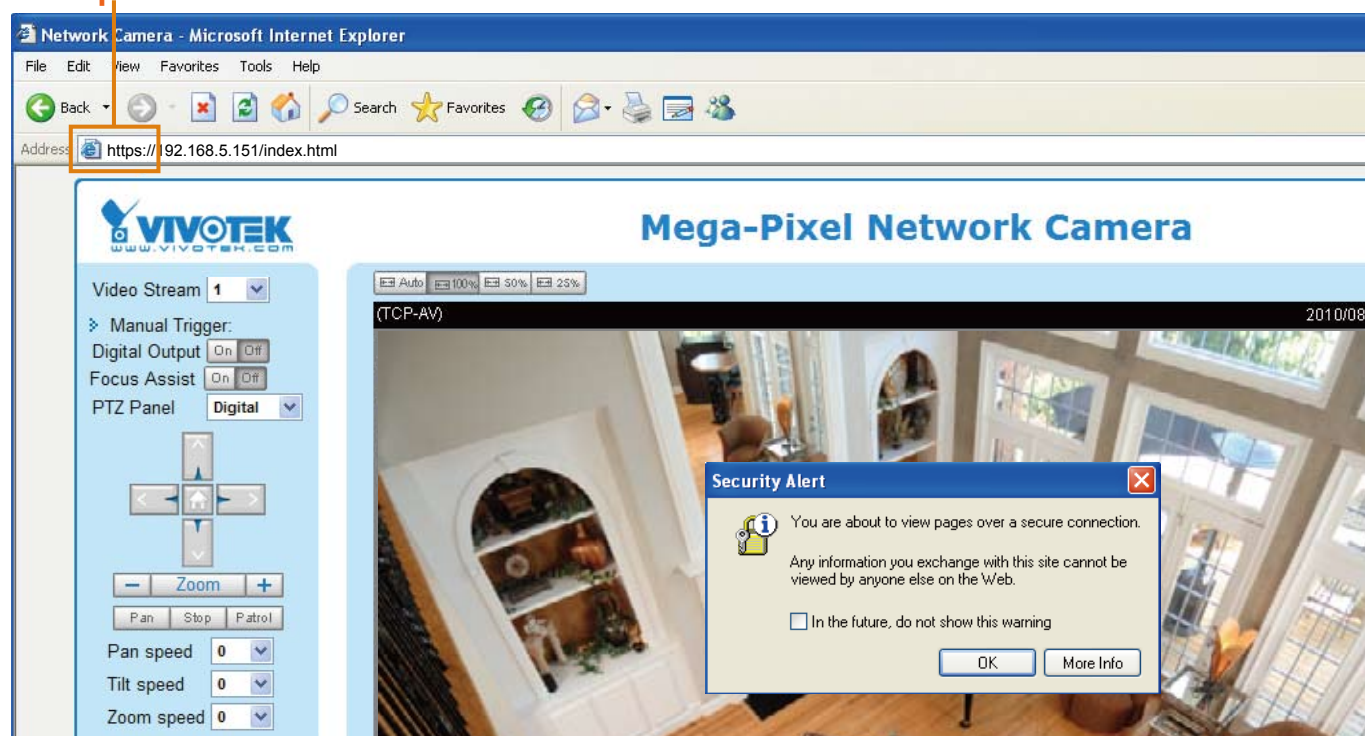 Network Camera - Microsoft Internet Explorer
File Edit View Favorites Tools Help
Back Search Favorites
Address https://192.168.5.151/index.html
VIVOTEK
www.vivotek.com
Mega-Pixel Network Camera
Video Stream 1
Auto 100% 50% 25%
(TCP-AV) 2010/08
Manual Trigger:
Digital Output On Off
Focus Assist On Off
PTZ Panel Digital
Zoom
Pan Stop Patrol
Pan speed 0
Tilt speed 0
Zoom speed 0
Security Alert
You are about to view pages over a secure connection.
Any information you exchange with this site cannot be
viewed by anyone else on the Web.
In the future, do not show this warning
OK More Info